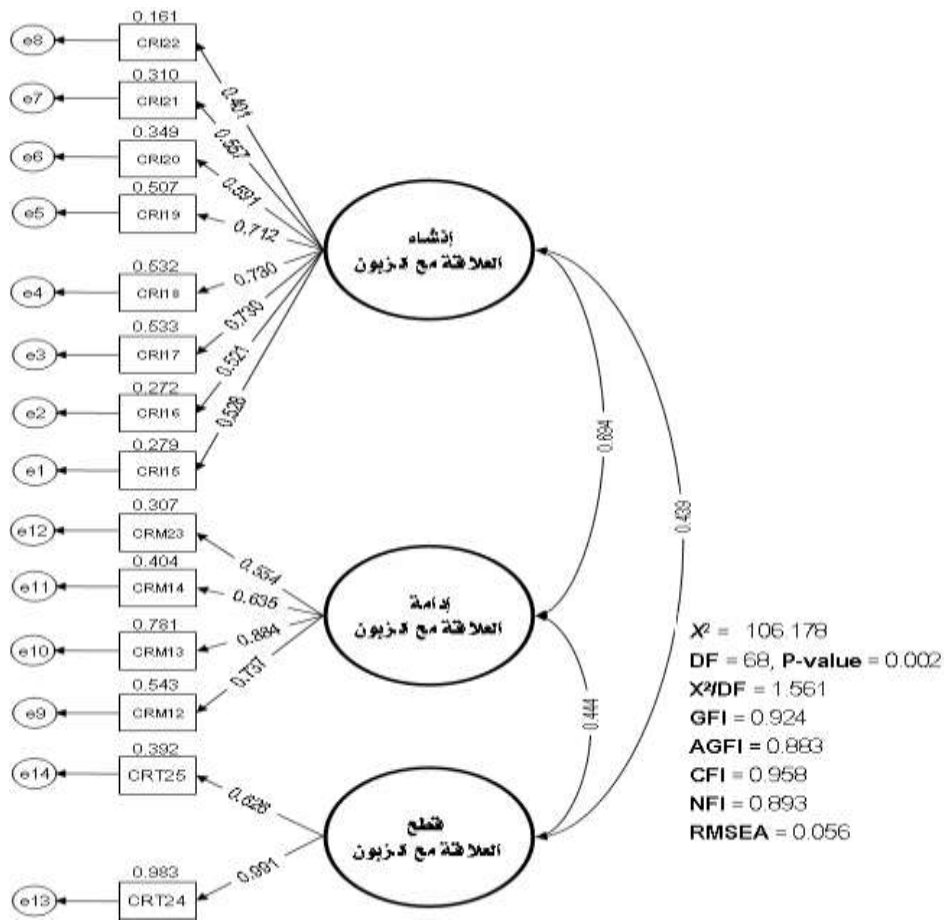 0.161
e8
CRI22
0.401
0.310
e7
CRI21
0.557
0.349
e6
CRI20
0.591
0.507
e5
CRI19
0.712
إنشاء
العلاقة مع الزبون
0.532
e4
CRI18
0.730
0.533
e3
CRI17
0.730
0.272
e2
CRI16
0.521
0.279
e1
CRI15
0.528
0.694
0.439
0.307
e12
CRM23
0.554
0.404
e11
CRM14
0.635
إدامة
العلاقة مع الزبون
0.781
e10
CRM13
0.884
0.543
e9
CRM12
0.737
0.444
0.392
e14
CRT25
0.626
قطع
العلاقة مع الزبون
0.983
e13
CRT24
0.991
X² = 106.178
DF = 68, P-value = 0.002
X²/DF = 1.561
GFI = 0.924
AGFI = 0.883
CFI = 0.958
NFI = 0.893
RMSEA = 0.056